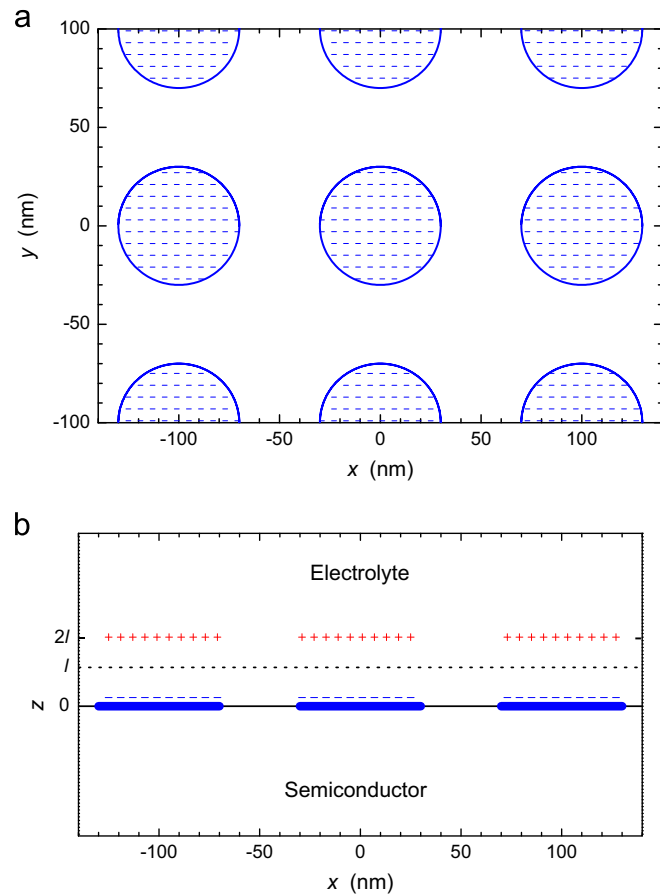 a
100
50
0
-50
-100
y (nm)
-100 -50 0 50 100
x (nm)
b
Electrolyte
2l
l
z
0
Semiconductor
-100 -50 0 50 100
x (nm)